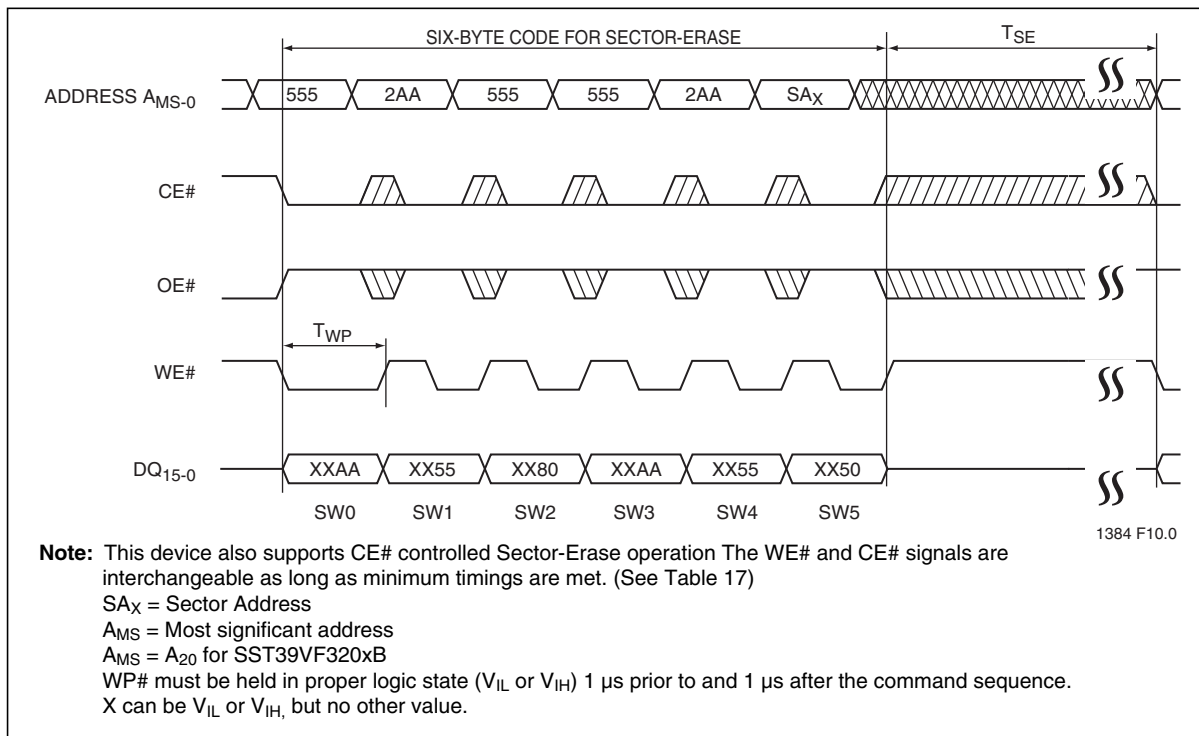 SIX-BYTE CODE FOR SECTOR-ERASE TSE
ADDRESS AMS-0 555 2AA 555 555 2AA SAX
CE#
OE#
TWP
WE#
DQ15-0 XXAA XX55 XX80 XXAA XX55 XX50
SW0 SW1 SW2 SW3 SW4 SW5
1384 F10.0
Note: This device also supports CE# controlled Sector-Erase operation The WE# and CE# signals are
interchangeable as long as minimum timings are met. (See Table 17)
SAX = Sector Address
AMS = Most significant address
AMS = A20 for SST39VF320xB
WP# must be held in proper logic state (VIL or VIH) 1 µs prior to and 1 µs after the command sequence.
X can be VIL or VIH, but no other value.